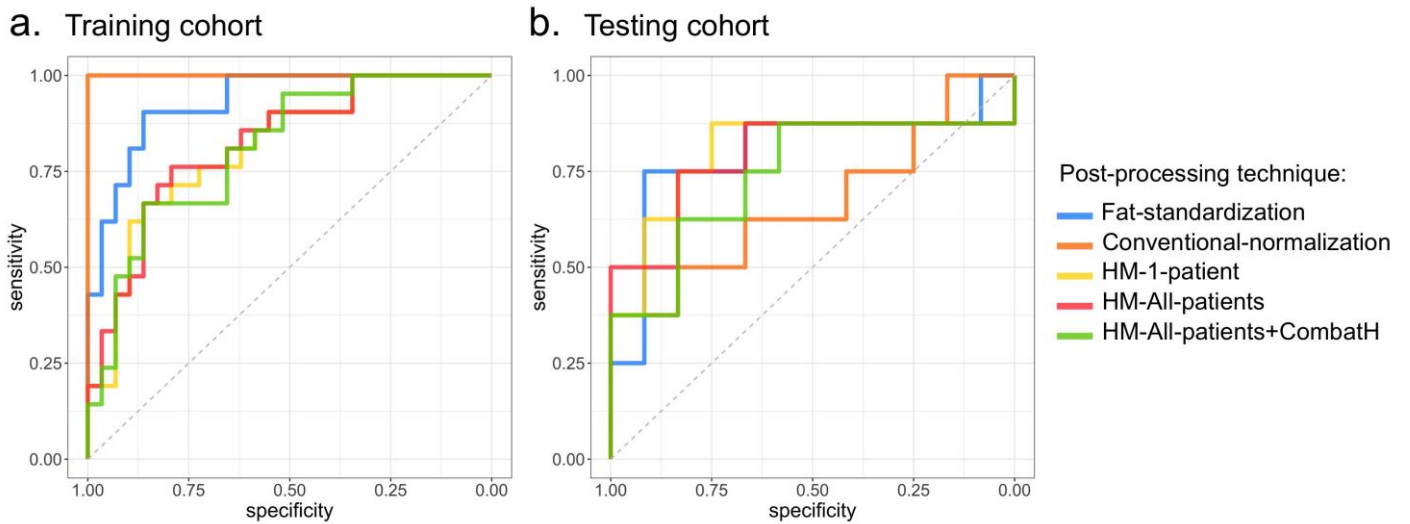 a. Training cohort
b. Testing cohort
1.00
0.75
0.50
0.25
0.00
sensitivity
1.00 0.75 0.50 0.25 0.00
specificity
1.00
0.75
0.50
0.25
0.00
sensitivity
1.00 0.75 0.50 0.25 0.00
specificity
Post-processing technique:
Fat-standardization
Conventional-normalization
HM-1-patient
HM-All-patients
HM-All-patients+CombatH